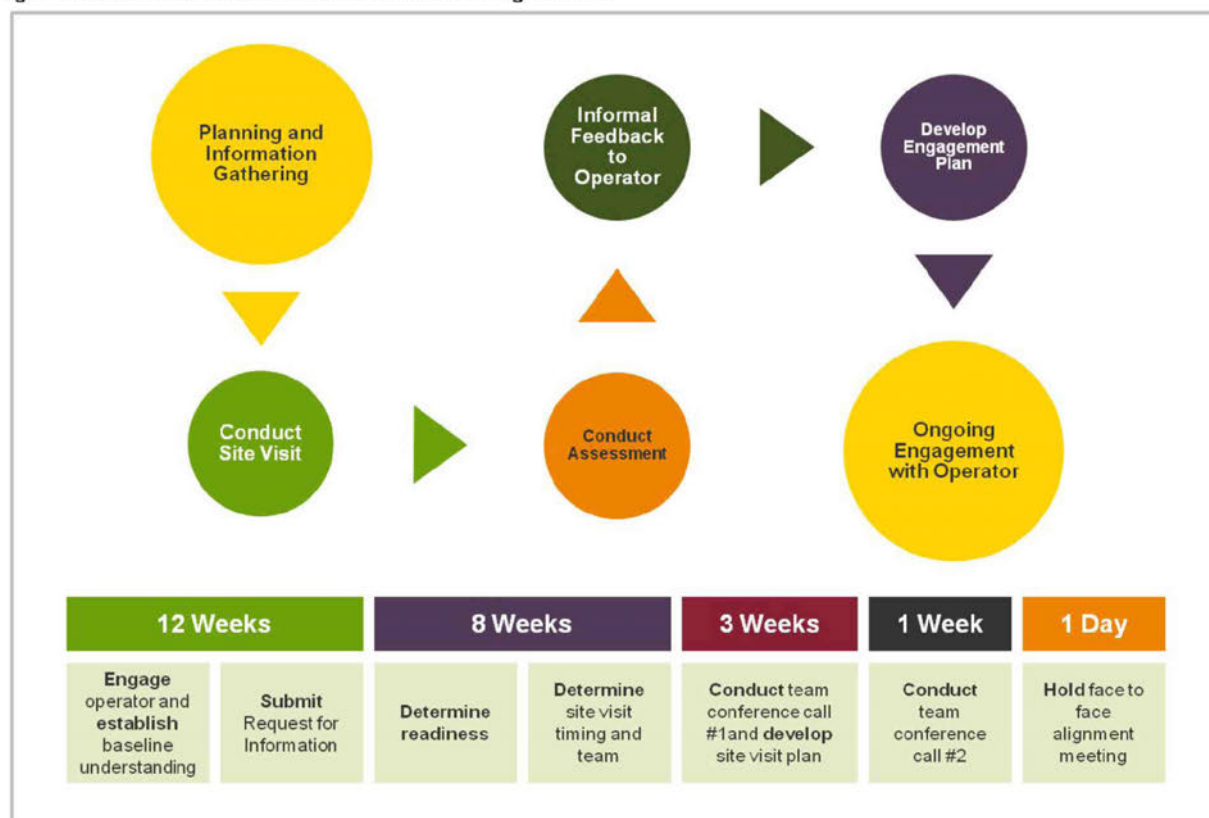 Planning and
Information
Gathering
Informal
Feedback
to
Operator
Develop
Engagement
Plan
Conduct
Site Visit
Conduct
Assessment
Ongoing
Engagement
with Operator
12 Weeks
8 Weeks
3 Weeks
1 Week
1 Day
Engage
operator and
establish
baseline
understanding
Submit
Request for
Information
Determine
readiness
Determine
site visit
timing and
team
Conduct team
conference call
#1and develop
site visit plan
Conduct
team
conference
call #2
Hold face to
face
alignment
meeting